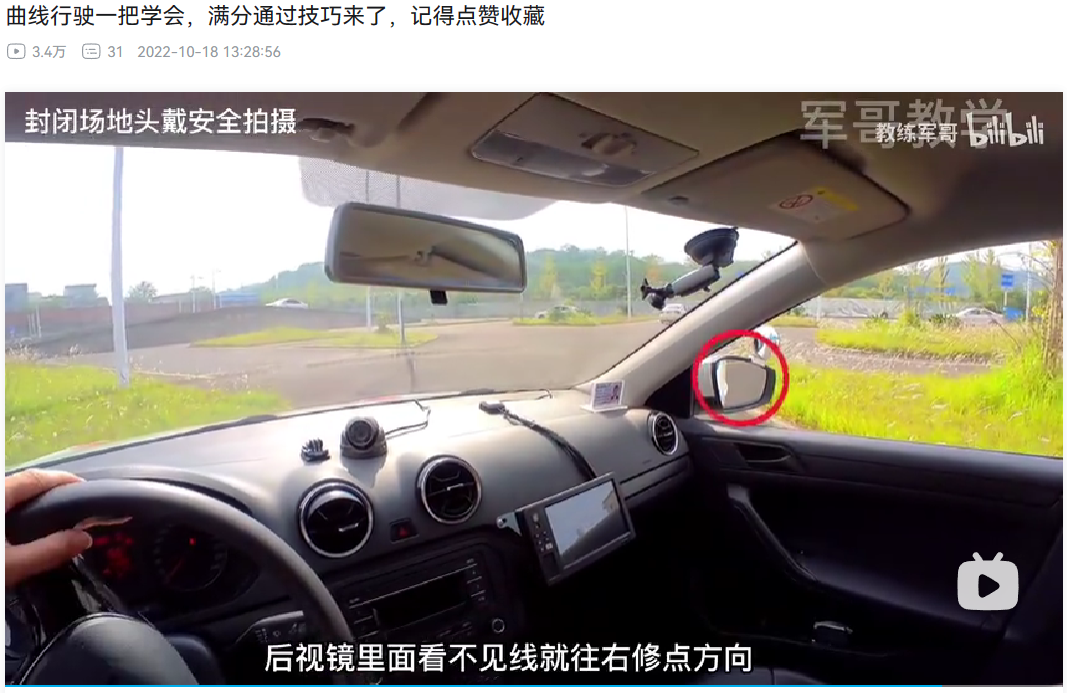 曲线行驶一把学会，满分通过技巧来了，记得点赞收藏
3.4万 31 2022-10-18 13:28:56
封闭场地头戴安全拍摄
军哥教学
教练军哥 bilibili
后视镜里面看不见线就往右修点方向